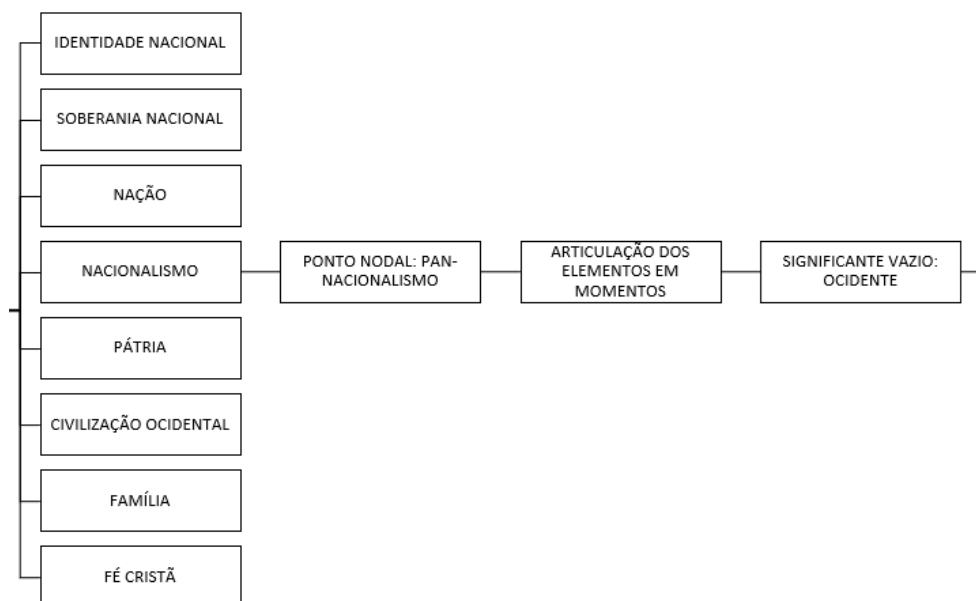 IDENTIDADE NACIONAL
SOBERANIA NACIONAL
NAÇÃO
NACIONALISMO
PONTO NODAL: PAN-
NACIONALISMO
ARTICULAÇÃO DOS
ELEMENTOS EM
MOMENTOS
SIGNIFICANTE VAZIO:
OCIDENTE
PÁTRIA
CIVILIZAÇÃO OCIDENTAL
FAMÍLIA
FÉ CRISTÃ